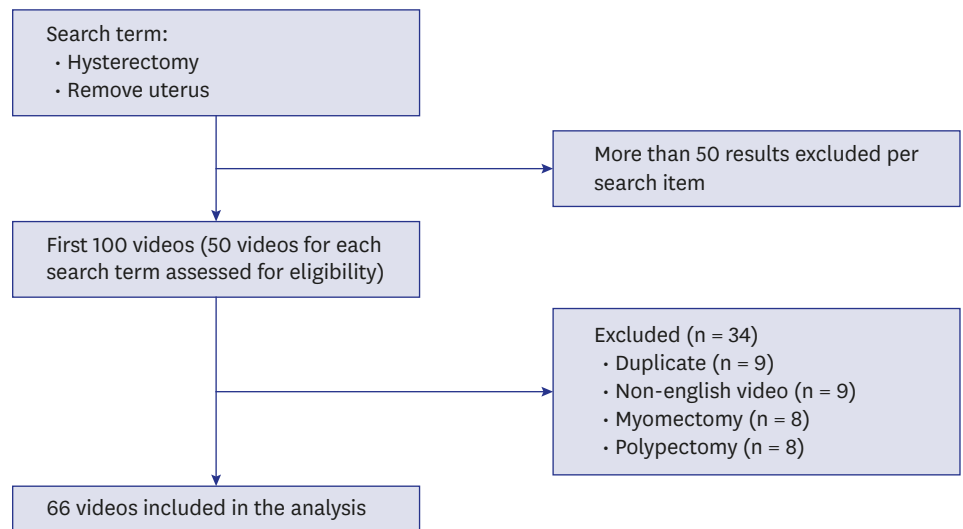 Search term:
• Hysterectomy
• Remove uterus
More than 50 results excluded per
search item
First 100 videos (50 videos for each
search term assessed for eligibility)
Excluded (n = 34)
• Duplicate (n = 9)
• Non-english video (n = 9)
• Myomectomy (n = 8)
• Polypectomy (n = 8)
66 videos included in the analysis